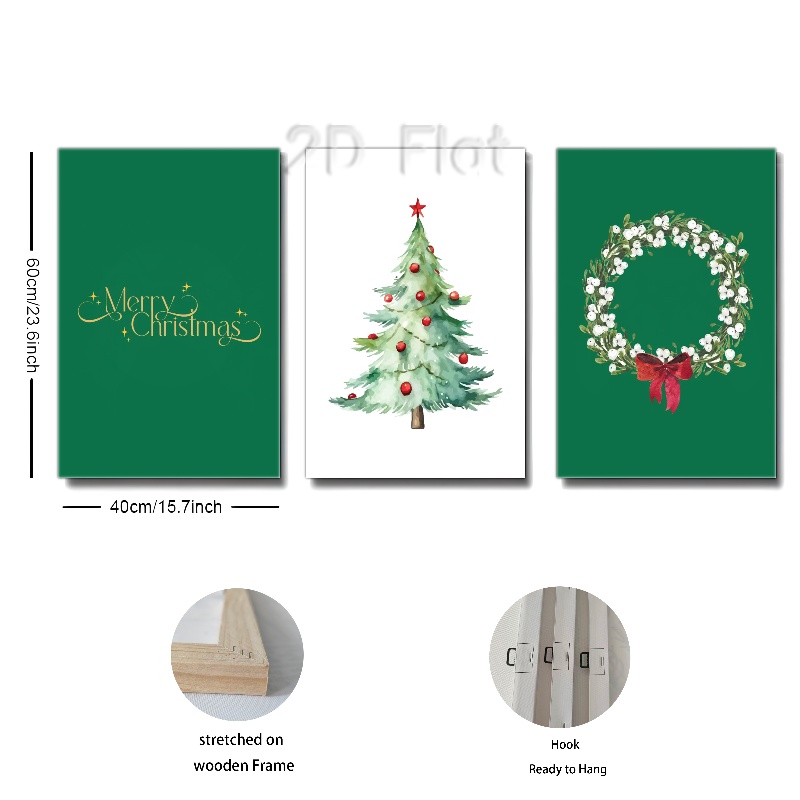 2D Flat
60cm/23.6inch
Merry
Christmas
40cm/15.7inch
stretched on
wooden Frame
Hook
Ready to Hang